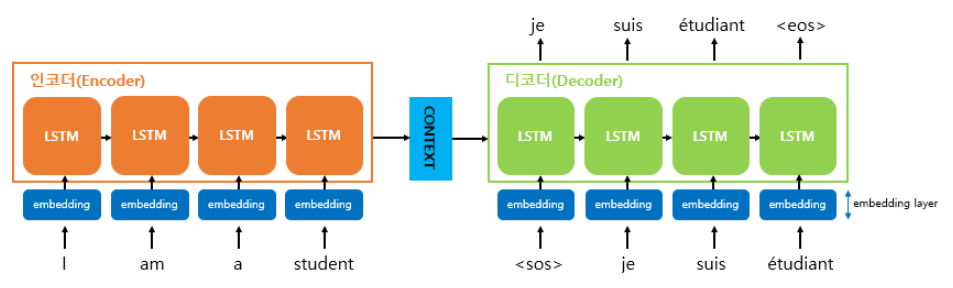 je suis étudiant <eos>
인코더(Encoder)
디코더(Decoder)
LSTM LSTM LSTM LSTM
CONTEXT
LSTM LSTM LSTM LSTM
embedding embedding embedding embedding
embedding embedding embedding embedding
embedding layer
I am a student
<sos> je suis étudiant